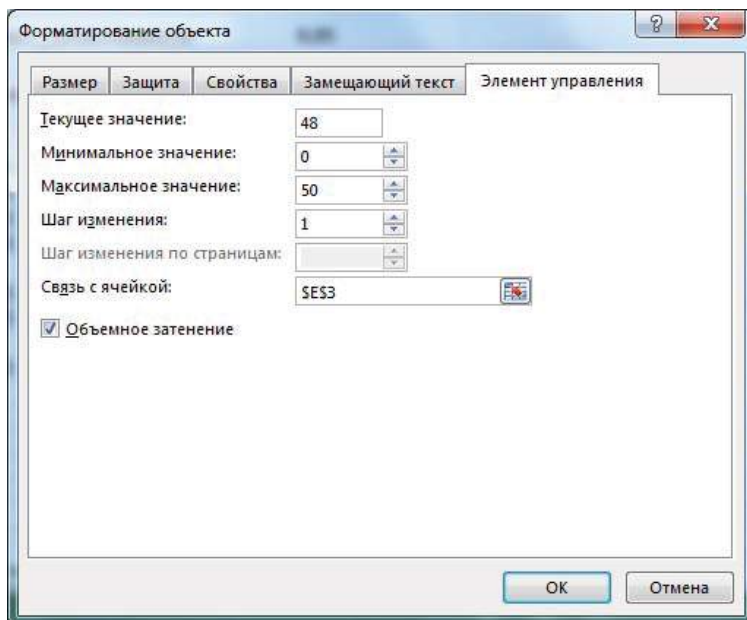 Форматирование объекта
Размер Защита Свойства Замещающий текст Элемент управления
Текущее значение: 48
Минимальное значение: 0
Максимальное значение: 50
Шаг изменения: 1
Шаг изменения по страницам:
Связь с ячейкой: $E$3
Объемное затенение
ОК Отмена